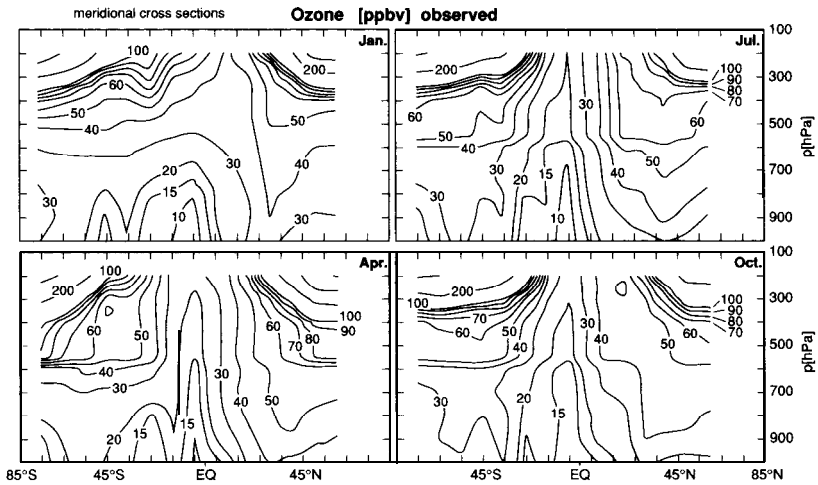 meridional cross sections Ozone [ppbv] observed
Jan. Jul. 100
100 200 200 100
60 90
80
70
300
50 50 60 30 60
40 50
40
500
30 40 50
20 30 40
15 20 15
700
10 30 30 10
900
p[hPa]
Apr. Oct. 100
100
200 200 100
100 90 100 70 80
70
300
60 50 60 80 60 50 30
70 40 40 60
500
40 50
30 30
20
40 50 30
700
20 15 15 15
900
p[hPa]
85°S 45°S EQ 45°N 45°S EQ 45°N 85°N